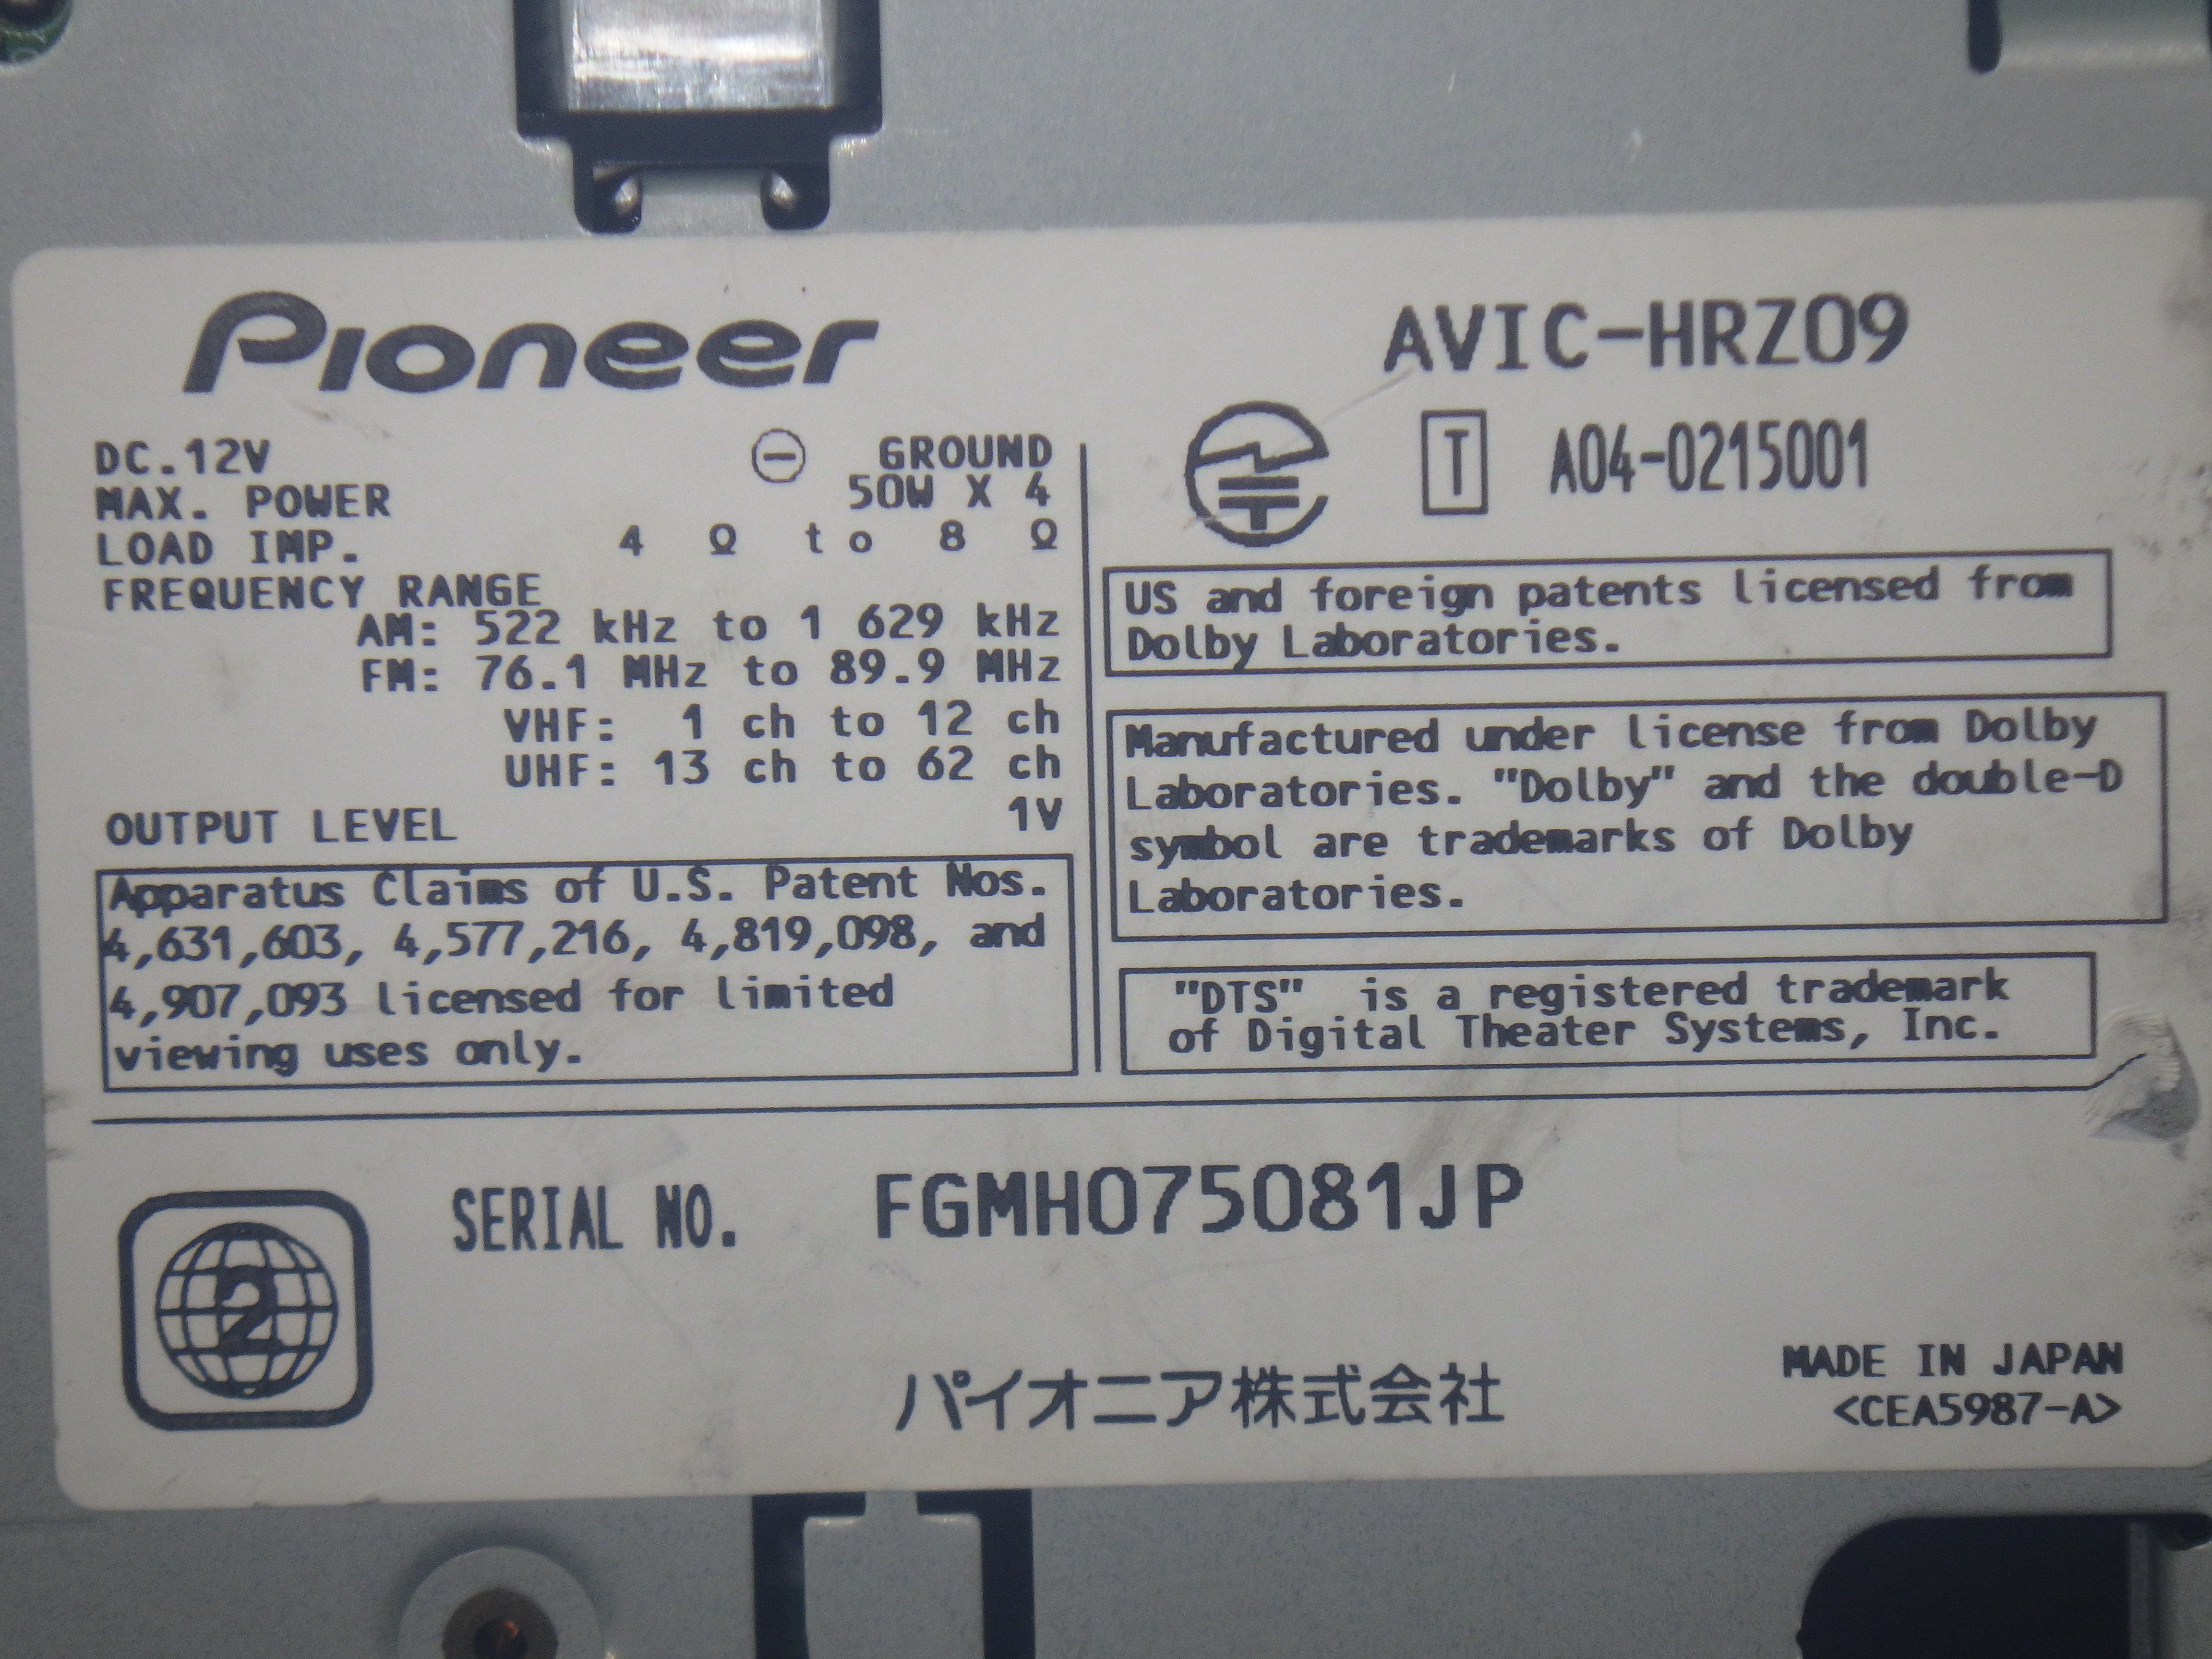 Pioneer
AVIC-HRZ09
DC.12V ⊖ GROUND
MAX. POWER 50W X 4
LOAD IMP. 4 Ω to 8 Ω
FREQUENCY RANGE
AM: 522 kHz to 1 629 kHz
FM: 76.1 MHz to 89.9 MHz
VHF: 1 ch to 12 ch
UHF: 13 ch to 62 ch
OUTPUT LEVEL 1V
Apparatus Claims of U.S. Patent Nos.
4,631,603, 4,577,216, 4,819,098, and
4,907,093 licensed for limited
viewing uses only.
T A04-0215001
US and foreign patents licensed from
Dolby Laboratories.
Manufactured under license from Dolby
Laboratories. "Dolby" and the double-D
symbol are trademarks of Dolby
Laboratories.
"DTS" is a registered trademark
of Digital Theater Systems, Inc.
2
SERIAL NO. FGMH075081JP
パイオニア株式会社
MADE IN JAPAN
<CEA5987-A>